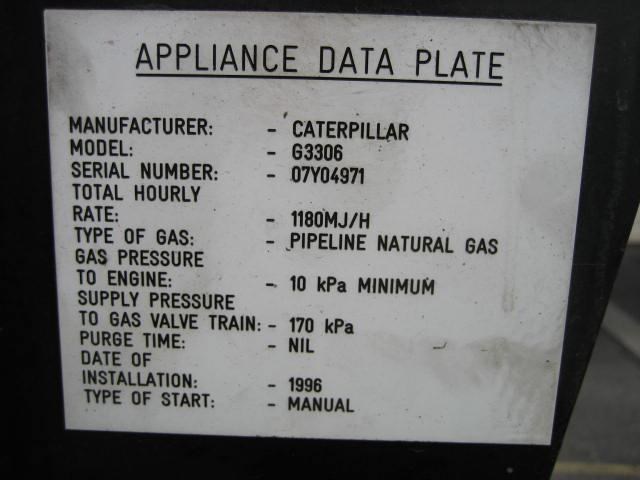 APPLIANCE DATA PLATE
MANUFACTURER: - CATERPILLAR
MODEL: - G3306
SERIAL NUMBER: - 07Y04971
TOTAL HOURLY
RATE: - 1180MJ/H
TYPE OF GAS: - PIPELINE NATURAL GAS
GAS PRESSURE
TO ENGINE: - 10 kPa MINIMUM
SUPPLY PRESSURE
TO GAS VALVE TRAIN: - 170 kPa
PURGE TIME: - NIL
DATE OF
INSTALLATION: - 1996
TYPE OF START: - MANUAL